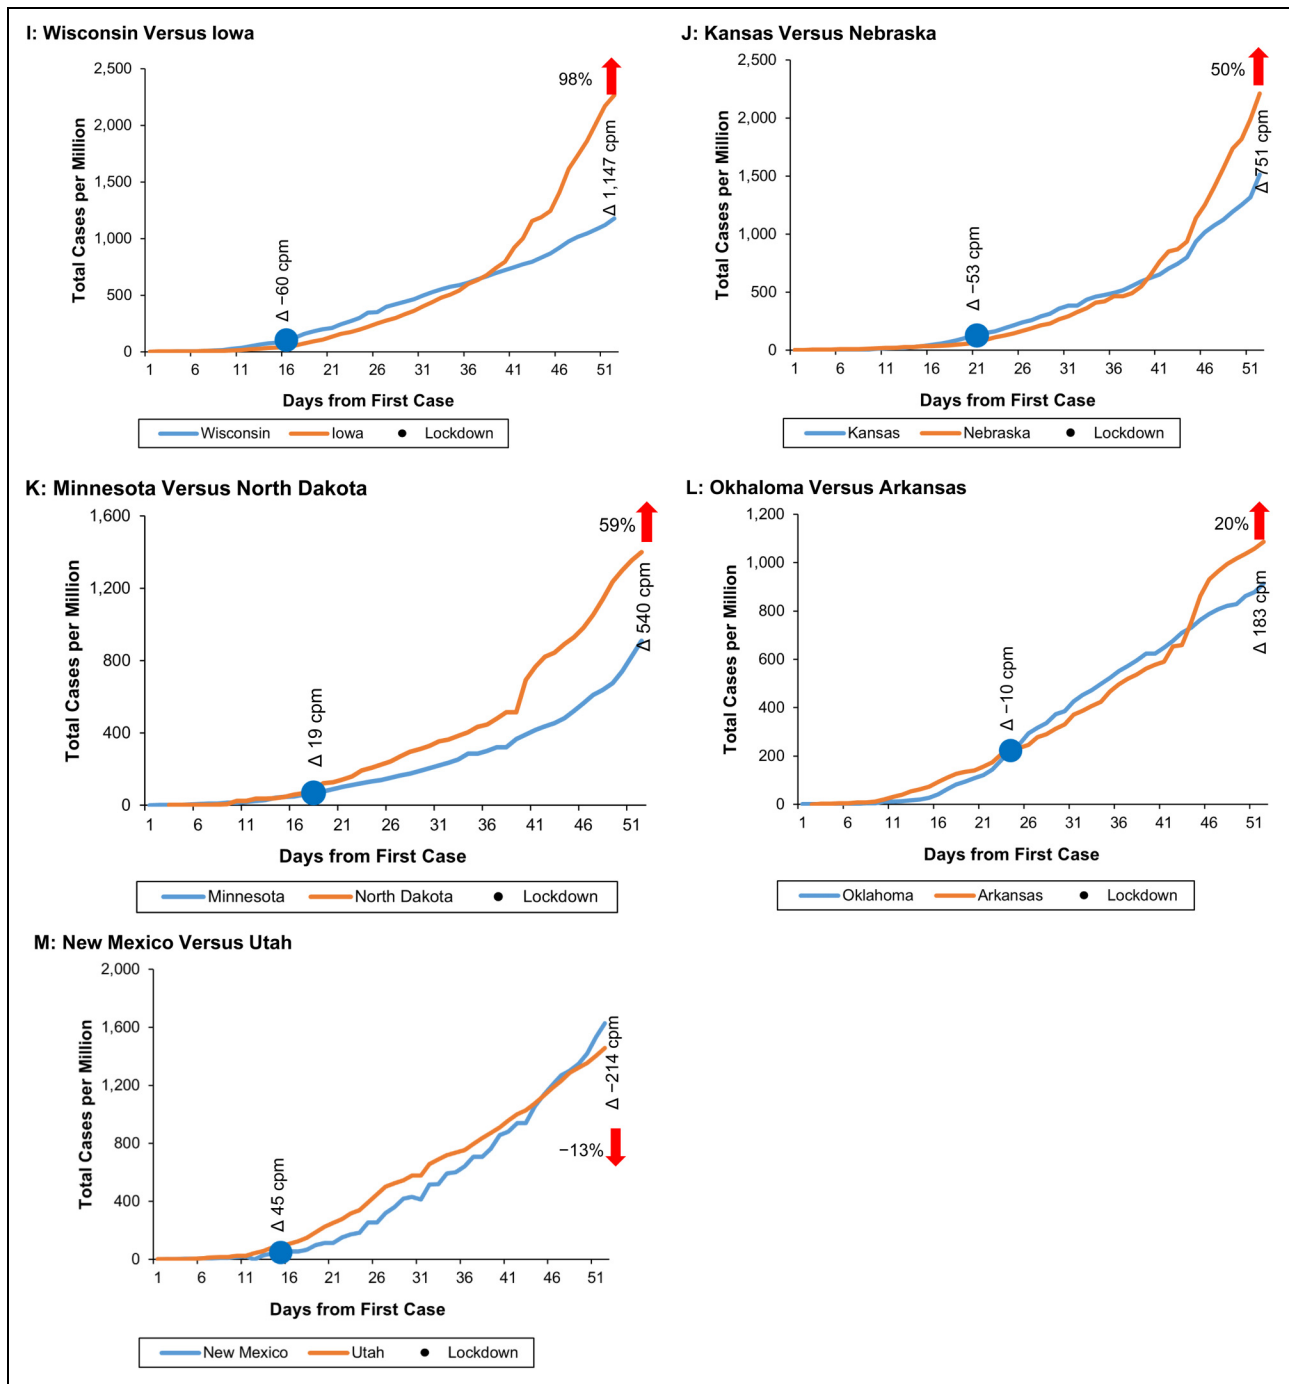 I: Wisconsin Versus Iowa
2,500
2,000
1,500
1,000
500
0
Total Cases per Million
98%
Δ 1,147 cpm
Δ −60 cpm
1 6 11 16 21 26 31 36 41 46 51
Days from First Case
Wisconsin Iowa Lockdown
J: Kansas Versus Nebraska
2,500
2,000
1,500
1,000
500
0
Total Cases per Million
50%
Δ 751 cpm
Δ −53 cpm
1 6 11 16 21 26 31 36 41 46 51
Days from First Case
Kansas Nebraska Lockdown
K: Minnesota Versus North Dakota
1,600
1,200
800
400
0
Total Cases per Million
59%
Δ 540 cpm
Δ 19 cpm
1 6 11 16 21 26 31 36 41 46 51
Days from First Case
Minnesota North Dakota Lockdown
L: Okhaloma Versus Arkansas
1,200
1,000
800
600
400
200
0
Total Cases per Million
20%
Δ 183 cpm
Δ −10 cpm
1 6 11 16 21 26 31 36 41 46 51
Days from First Case
Oklahoma Arkansas Lockdown
M: New Mexico Versus Utah
2,000
1,600
1,200
800
400
0
Total Cases per Million
Δ −214 cpm
−13%
Δ 45 cpm
1 6 11 16 21 26 31 36 41 46 51
Days from First Case
New Mexico Utah Lockdown